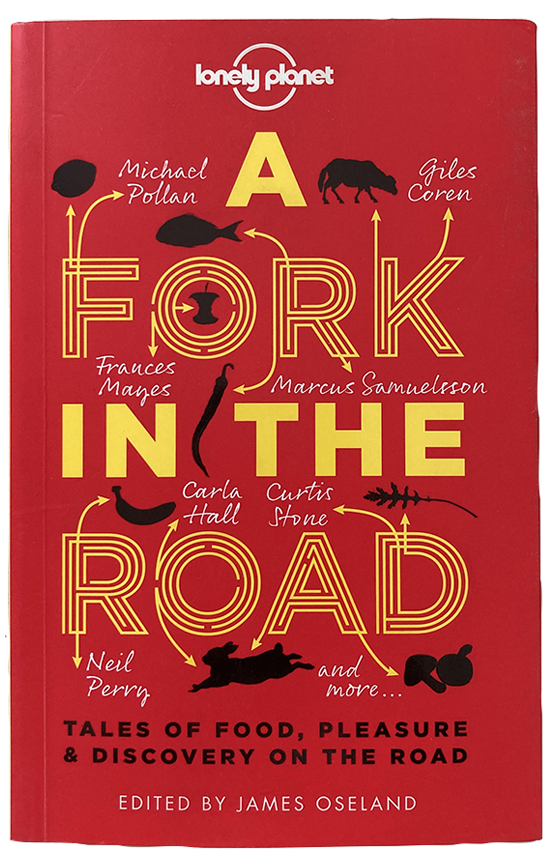 lonely planet
A
Michael
Pollan
Giles
Coren
FORK
Frances
Mayes
Marcus Samuelsson
IN THE
Carla
Hall
Curtis
Stone
ROAD
Neil
Perry
and
more...
TALES OF FOOD, PLEASURE
& DISCOVERY ON THE ROAD
EDITED BY JAMES OSELAND